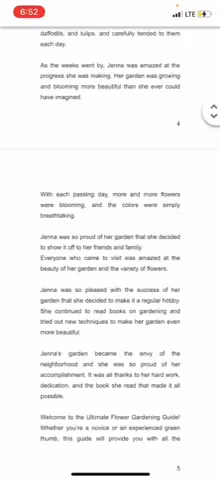 6:52
LTE
daffodils, and tulips, and carefully tended to them
each day.
As the weeks went by, Jenna was amazed at the
progress she was making. Her garden was growing
and blooming more beautiful than she ever could
have imagined.
4
With each passing day, more and more flowers
were blooming, and the colors were simply
breathtaking.
Jenna was so proud of her garden that she decided
to show it off to her friends and family.
Everyone who came to visit was amazed at the
beauty of her garden and the variety of flowers.
Jenna was so pleased with the success of her
garden that she decided to make it a regular hobby.
She continued to read books on gardening and
tried out new techniques to make her garden even
more beautiful.
Jenna's garden became the envy of the
neighborhood and she was so proud of her
accomplishment. It was all thanks to her hard work,
dedication, and the book she read that made it all
possible.
Welcome to the Ultimate Flower Gardening Guide!
Whether you're a novice or an experienced green
thumb, this guide will provide you with all the
5